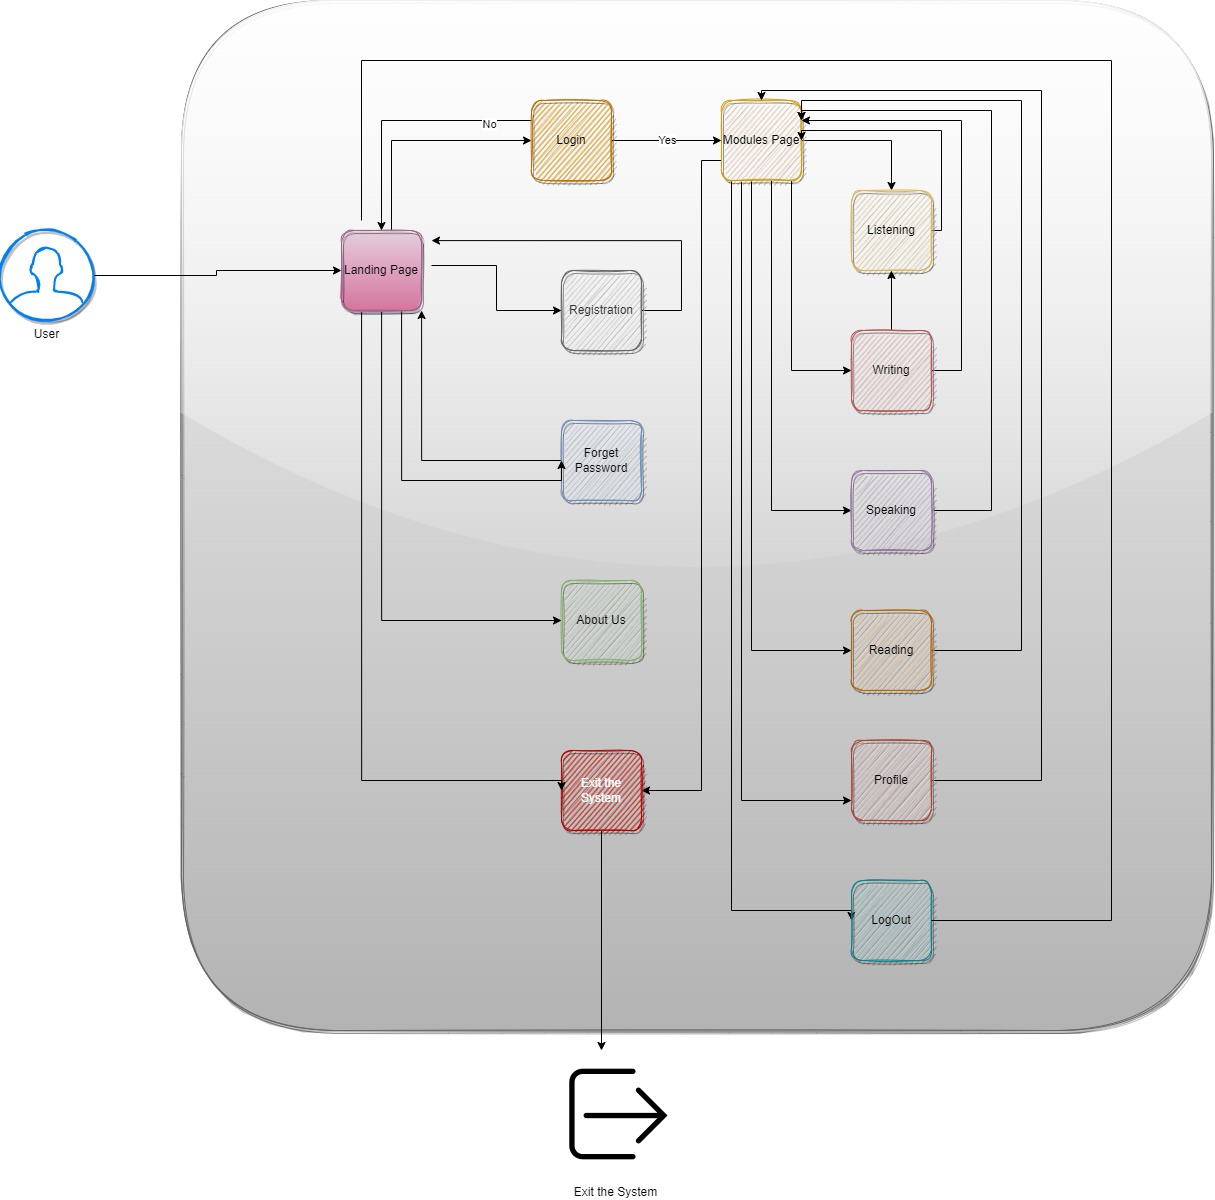 No
Login
Yes
Modules Page
Listening
Landing Page
Registration
User
Writing
Forget
Password
Speaking
About Us
Reading
Exit the
System
Profile
LogOut
Exit the System